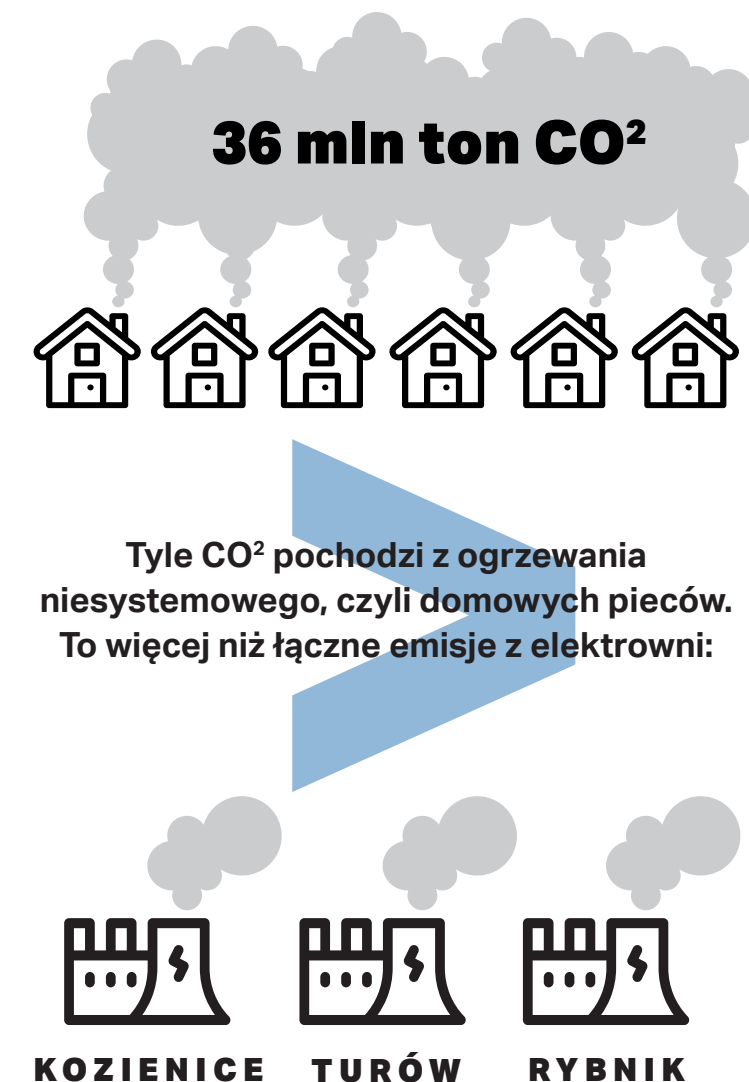 36 mln ton CO²
Tyle CO² pochodzi z ogrzewania
niesystemowego, czyli domowych pieców.
To więcej niż łączne emisje z elektrowni:
KOZIENICE TURÓW RYBNIK